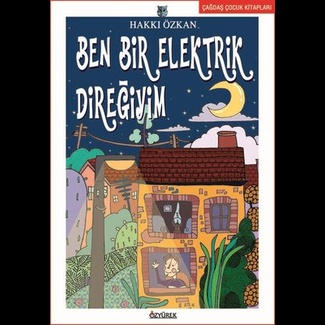 ÇAĞDAŞ ÇOCUK KİTAPLARI
HAKKI ÖZKAN
BEN BİR ELEKTRİK
DİREĞİYİM
ÖZYÜREK